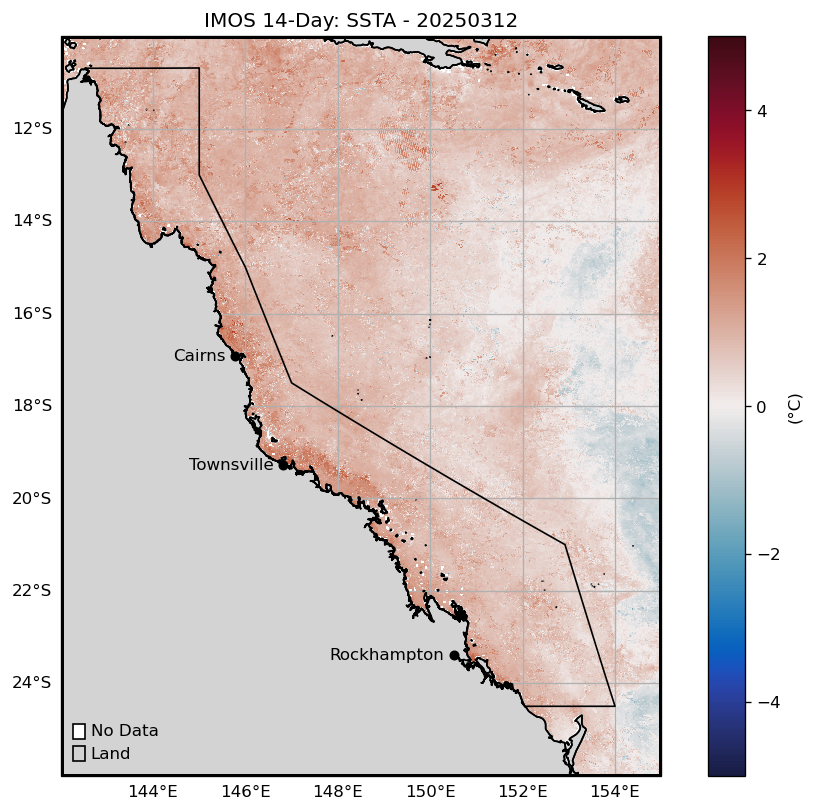 IMOS 14-Day: SSTA - 20250312
12°S
14°S
16°S
18°S
20°S
22°S
24°S
Cairns
Townsville
Rockhampton
No Data
Land
144°E 146°E 148°E 150°E 152°E 154°E
4
2
0
−2
−4
(°C)